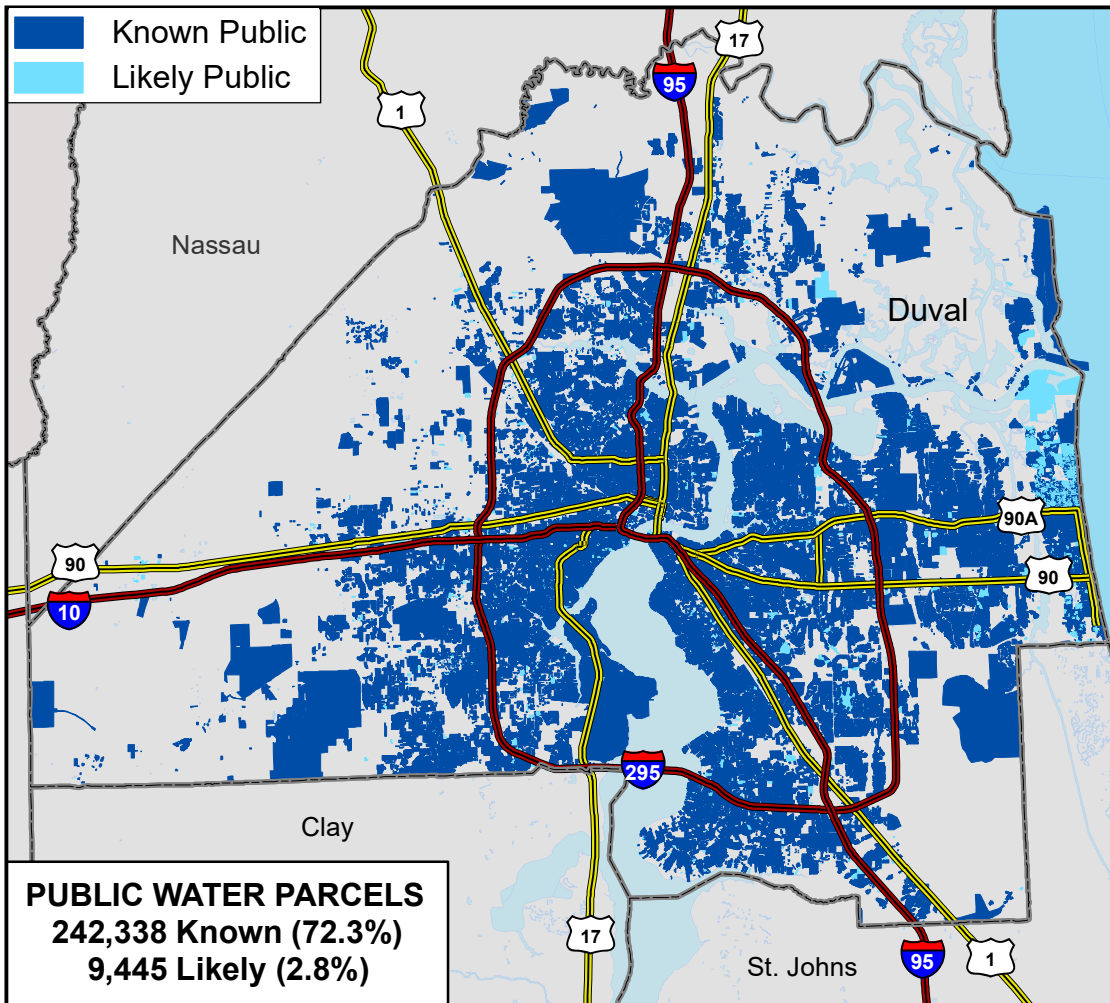 Known Public
Likely Public
17
95
1
Nassau
Duval
90A
90
90
10
295
Clay
PUBLIC WATER PARCELS
242,338 Known (72.3%)
9,445 Likely (2.8%)
17
St. Johns
95
1